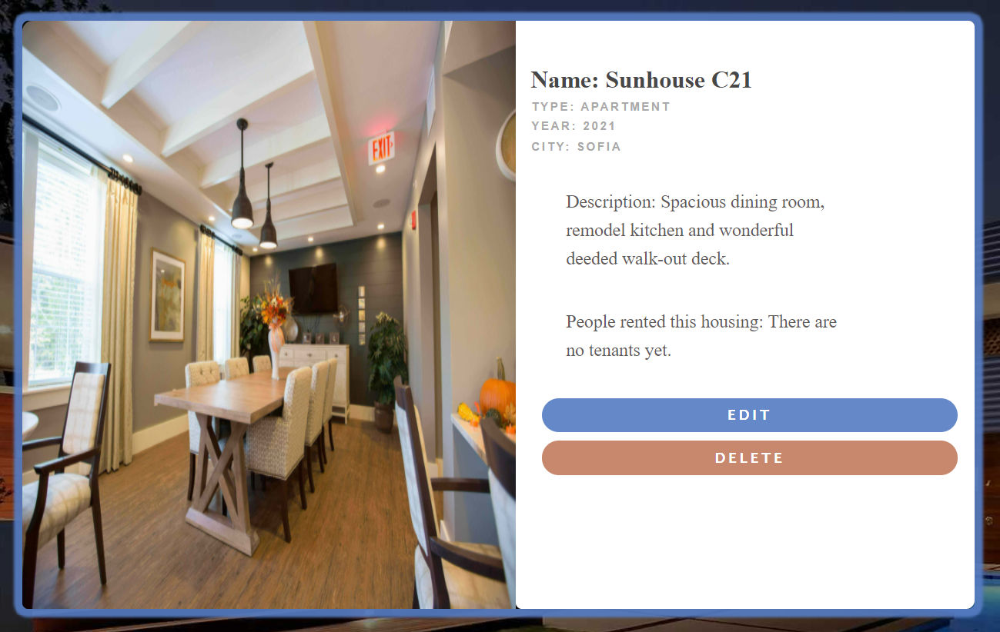 EXIT
Name: Sunhouse C21
TYPE: APARTMENT
YEAR: 2021
CITY: SOFIA
Description: Spacious dining room,
remodel kitchen and wonderful
deeded walk-out deck.
People rented this housing: There are
no tenants yet.
EDIT
DELETE